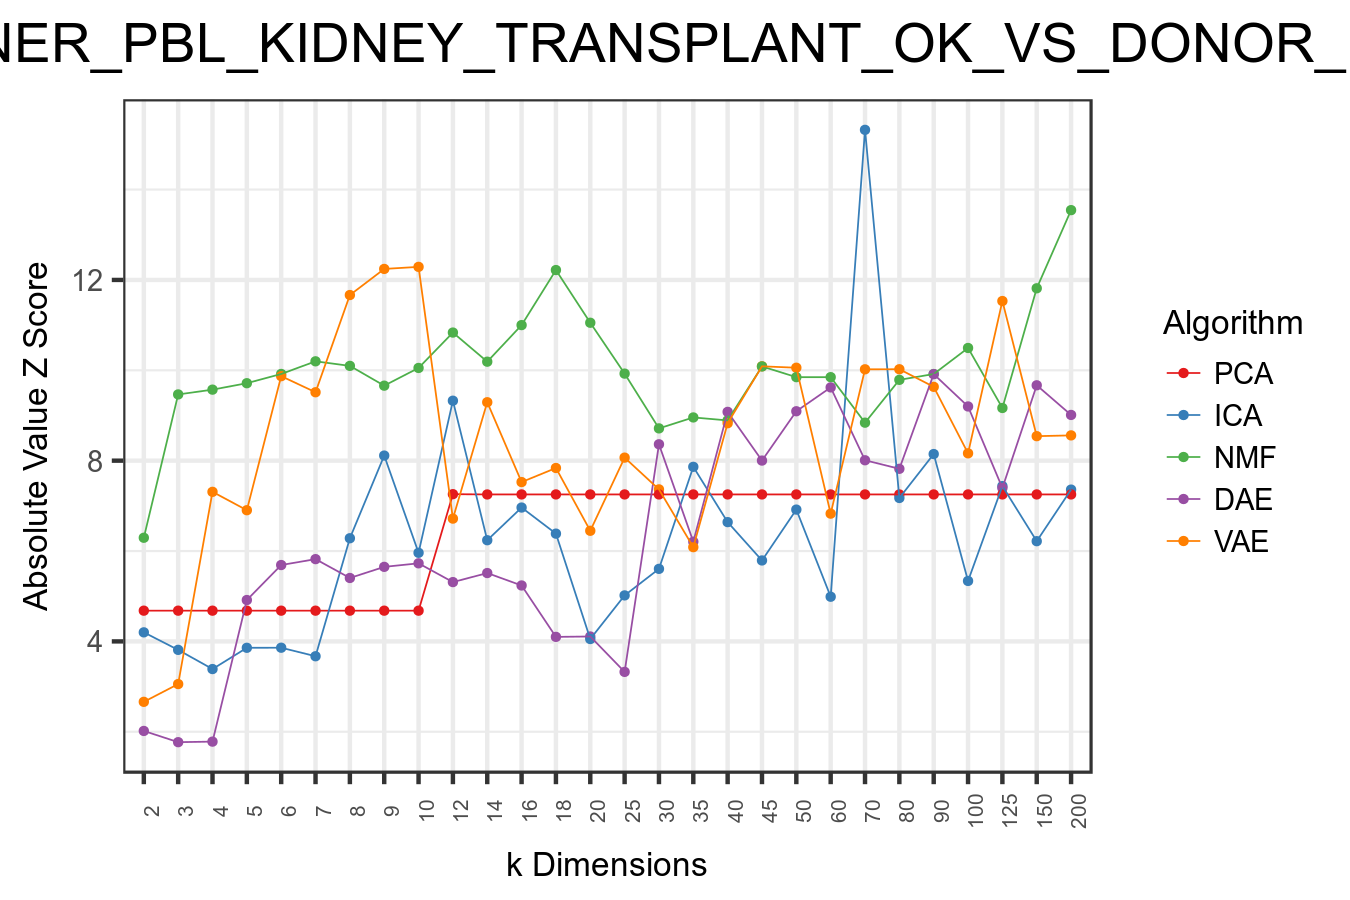 NER_PBL_KIDNEY_TRANSPLANT_OK_VS_DONOR_
Absolute Value Z Score
12
8
4
2 3 4 5 6 7 8 9 10 12 14 16 18 20 25 30 35 40 45 50 60 70 80 90 100 125 150 200
k Dimensions
Algorithm
PCA
ICA
NMF
DAE
VAE